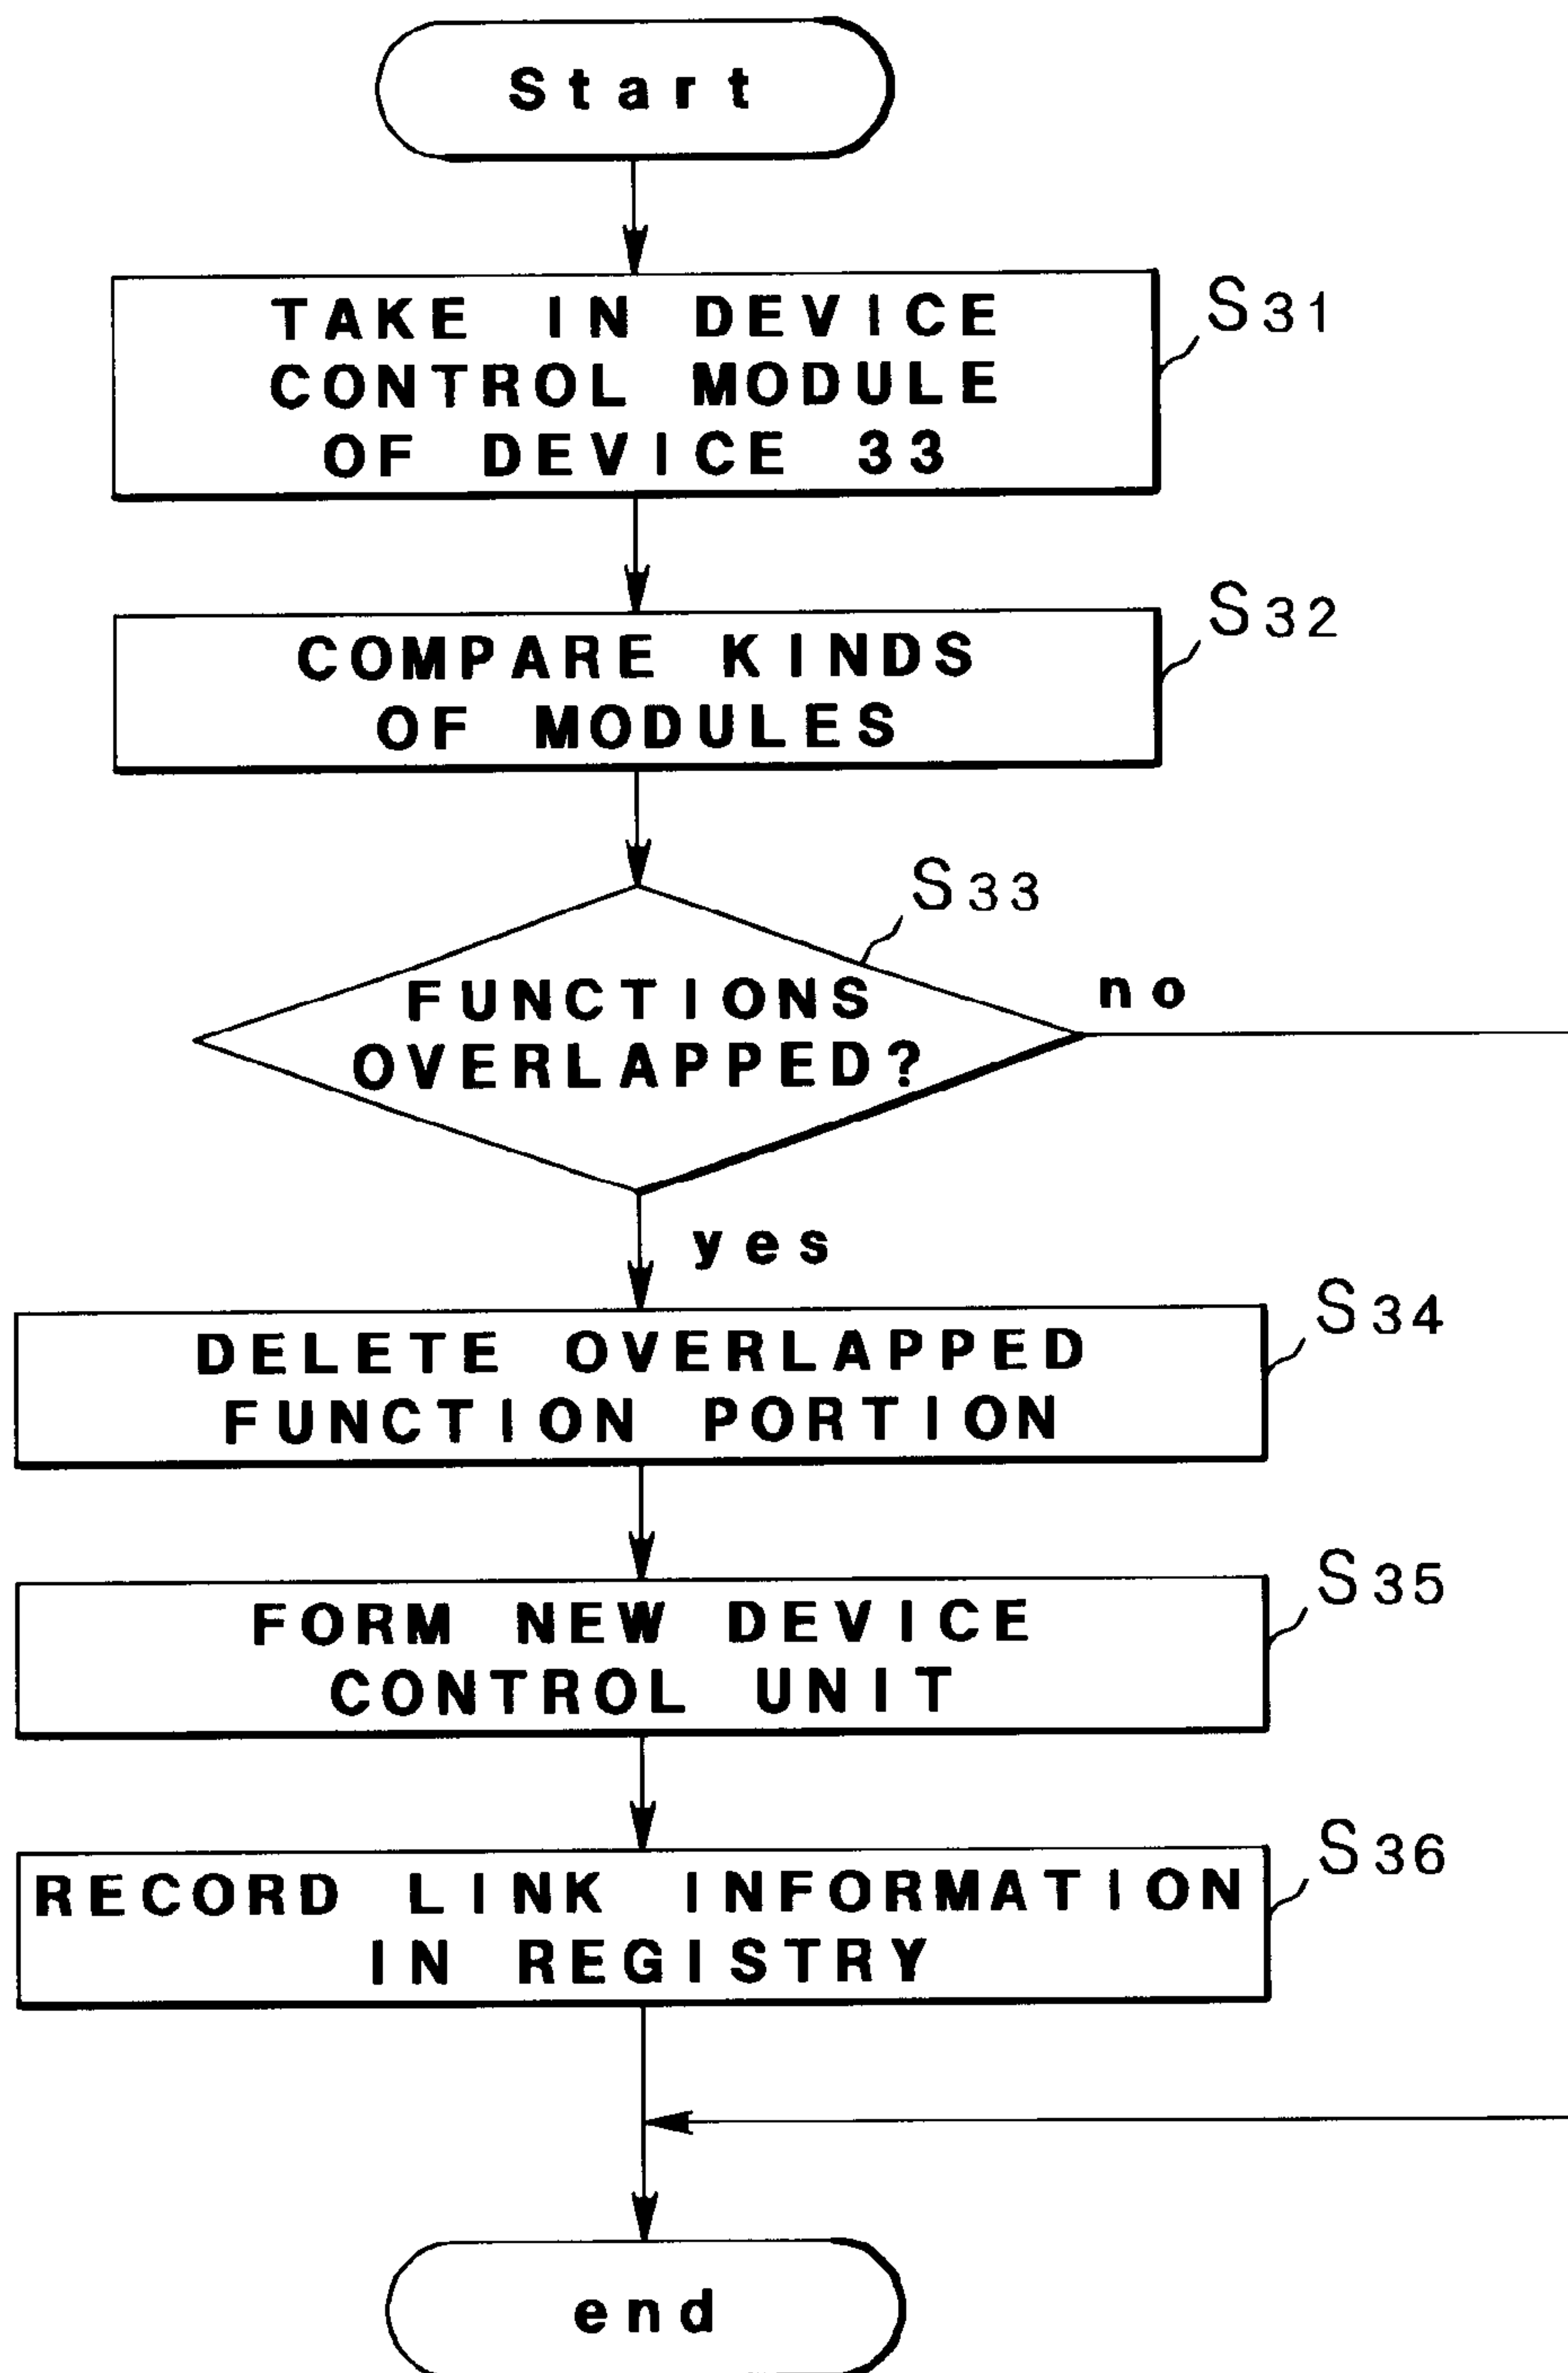 Start
TAKE IN DEVICE
CONTROL MODULE
OF DEVICE 33
S31
COMPARE KINDS
OF MODULES
S32
S33
FUNCTIONS
OVERLAPPED?
no
yes
DELETE OVERLAPPED
FUNCTION PORTION
S34
FORM NEW DEVICE
CONTROL UNIT
S35
RECORD LINK INFORMATION
IN REGISTRY
S36
end